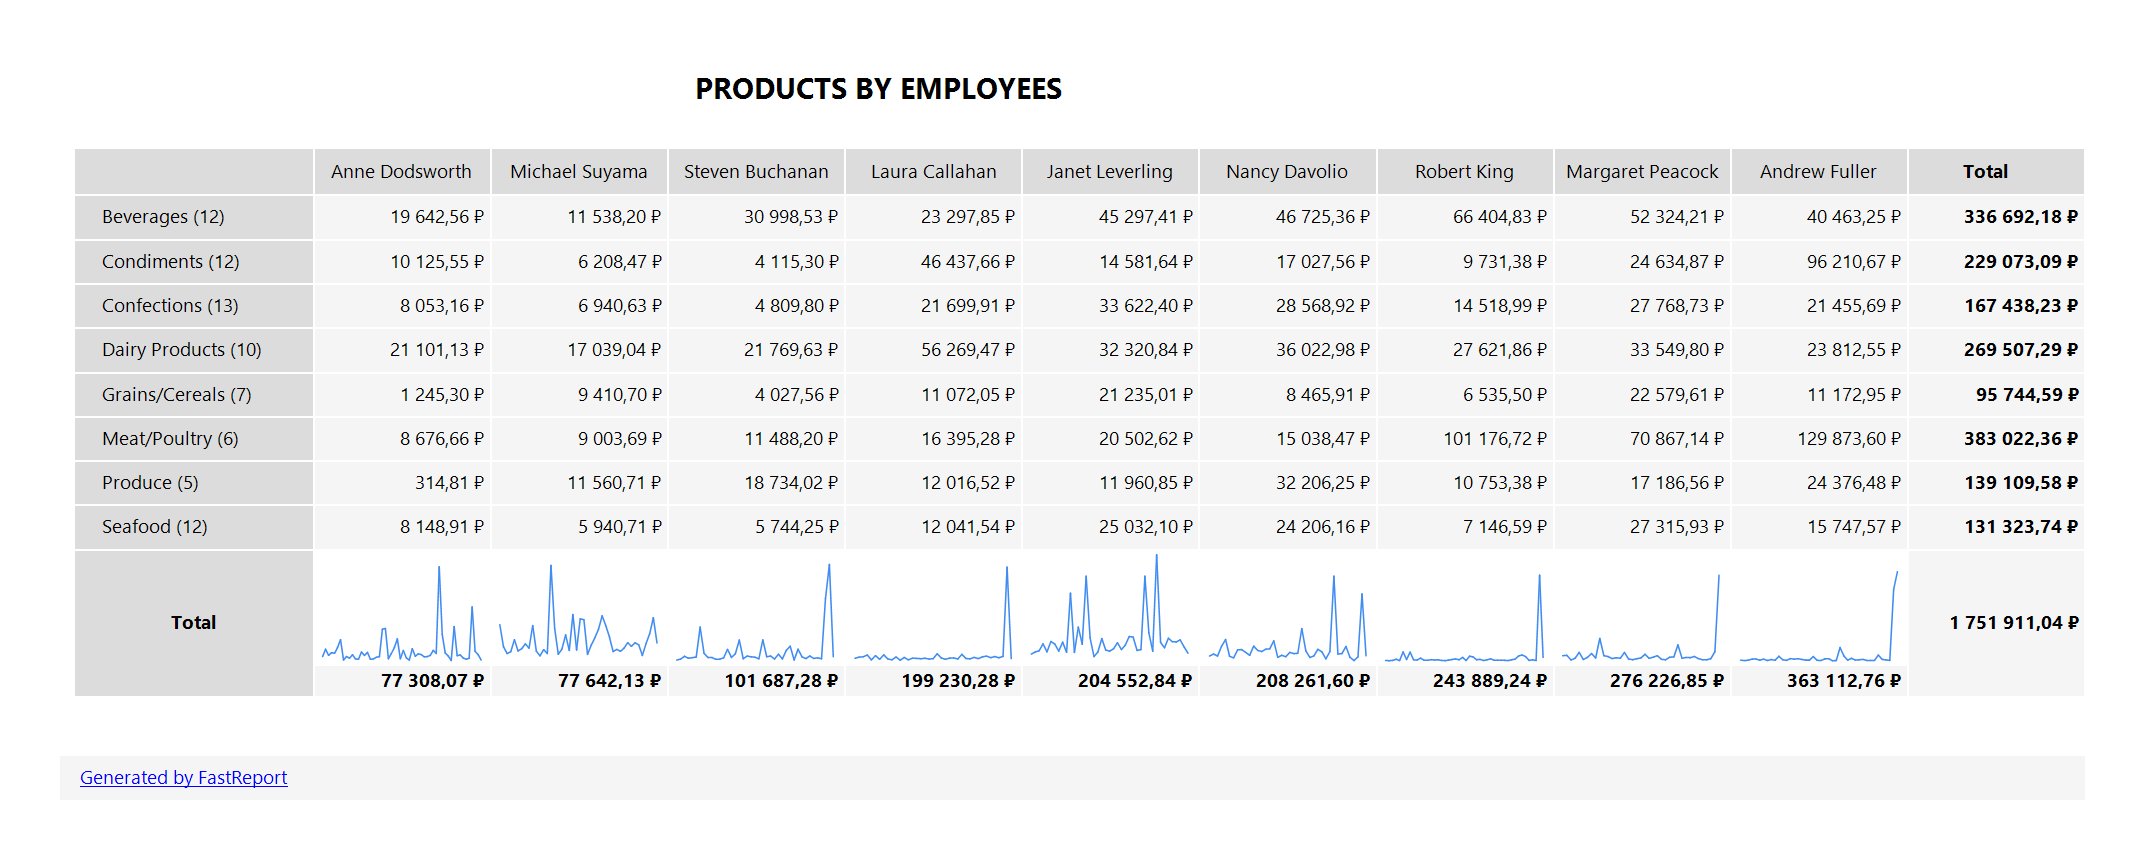 PRODUCTS BY EMPLOYEES
Anne Dodsworth Michael Suyama Steven Buchanan Laura Callahan Janet Leverling Nancy Davolio Robert King Margaret Peacock Andrew Fuller Total
Beverages (12) 19 642,56 ₽ 11 538,20 ₽ 30 998,53 ₽ 23 297,85 ₽ 45 297,41 ₽ 46 725,36 ₽ 66 404,83 ₽ 52 324,21 ₽ 40 463,25 ₽ 336 692,18 ₽
Condiments (12) 10 125,55 ₽ 6 208,47 ₽ 4 115,30 ₽ 46 437,66 ₽ 14 581,64 ₽ 17 027,56 ₽ 9 731,38 ₽ 24 634,87 ₽ 96 210,67 ₽ 229 073,09 ₽
Confections (13) 8 053,16 ₽ 6 940,63 ₽ 4 809,80 ₽ 21 699,91 ₽ 33 622,40 ₽ 28 568,92 ₽ 14 518,99 ₽ 27 768,73 ₽ 21 455,69 ₽ 167 438,23 ₽
Dairy Products (10) 21 101,13 ₽ 17 039,04 ₽ 21 769,63 ₽ 56 269,47 ₽ 32 320,84 ₽ 36 022,98 ₽ 27 621,86 ₽ 33 549,80 ₽ 23 812,55 ₽ 269 507,29 ₽
Grains/Cereals (7) 1 245,30 ₽ 9 410,70 ₽ 4 027,56 ₽ 11 072,05 ₽ 21 235,01 ₽ 8 465,91 ₽ 6 535,50 ₽ 22 579,61 ₽ 11 172,95 ₽ 95 744,59 ₽
Meat/Poultry (6) 8 676,66 ₽ 9 003,69 ₽ 11 488,20 ₽ 16 395,28 ₽ 20 502,62 ₽ 15 038,47 ₽ 101 176,72 ₽ 70 867,14 ₽ 129 873,60 ₽ 383 022,36 ₽
Produce (5) 314,81 ₽ 11 560,71 ₽ 18 734,02 ₽ 12 016,52 ₽ 11 960,85 ₽ 32 206,25 ₽ 10 753,38 ₽ 17 186,56 ₽ 24 376,48 ₽ 139 109,58 ₽
Seafood (12) 8 148,91 ₽ 5 940,71 ₽ 5 744,25 ₽ 12 041,54 ₽ 25 032,10 ₽ 24 206,16 ₽ 7 146,59 ₽ 27 315,93 ₽ 15 747,57 ₽ 131 323,74 ₽
Total 1 751 911,04 ₽
77 308,07 ₽ 77 642,13 ₽ 101 687,28 ₽ 199 230,28 ₽ 204 552,84 ₽ 208 261,60 ₽ 243 889,24 ₽ 276 226,85 ₽ 363 112,76 ₽
Generated by FastReport